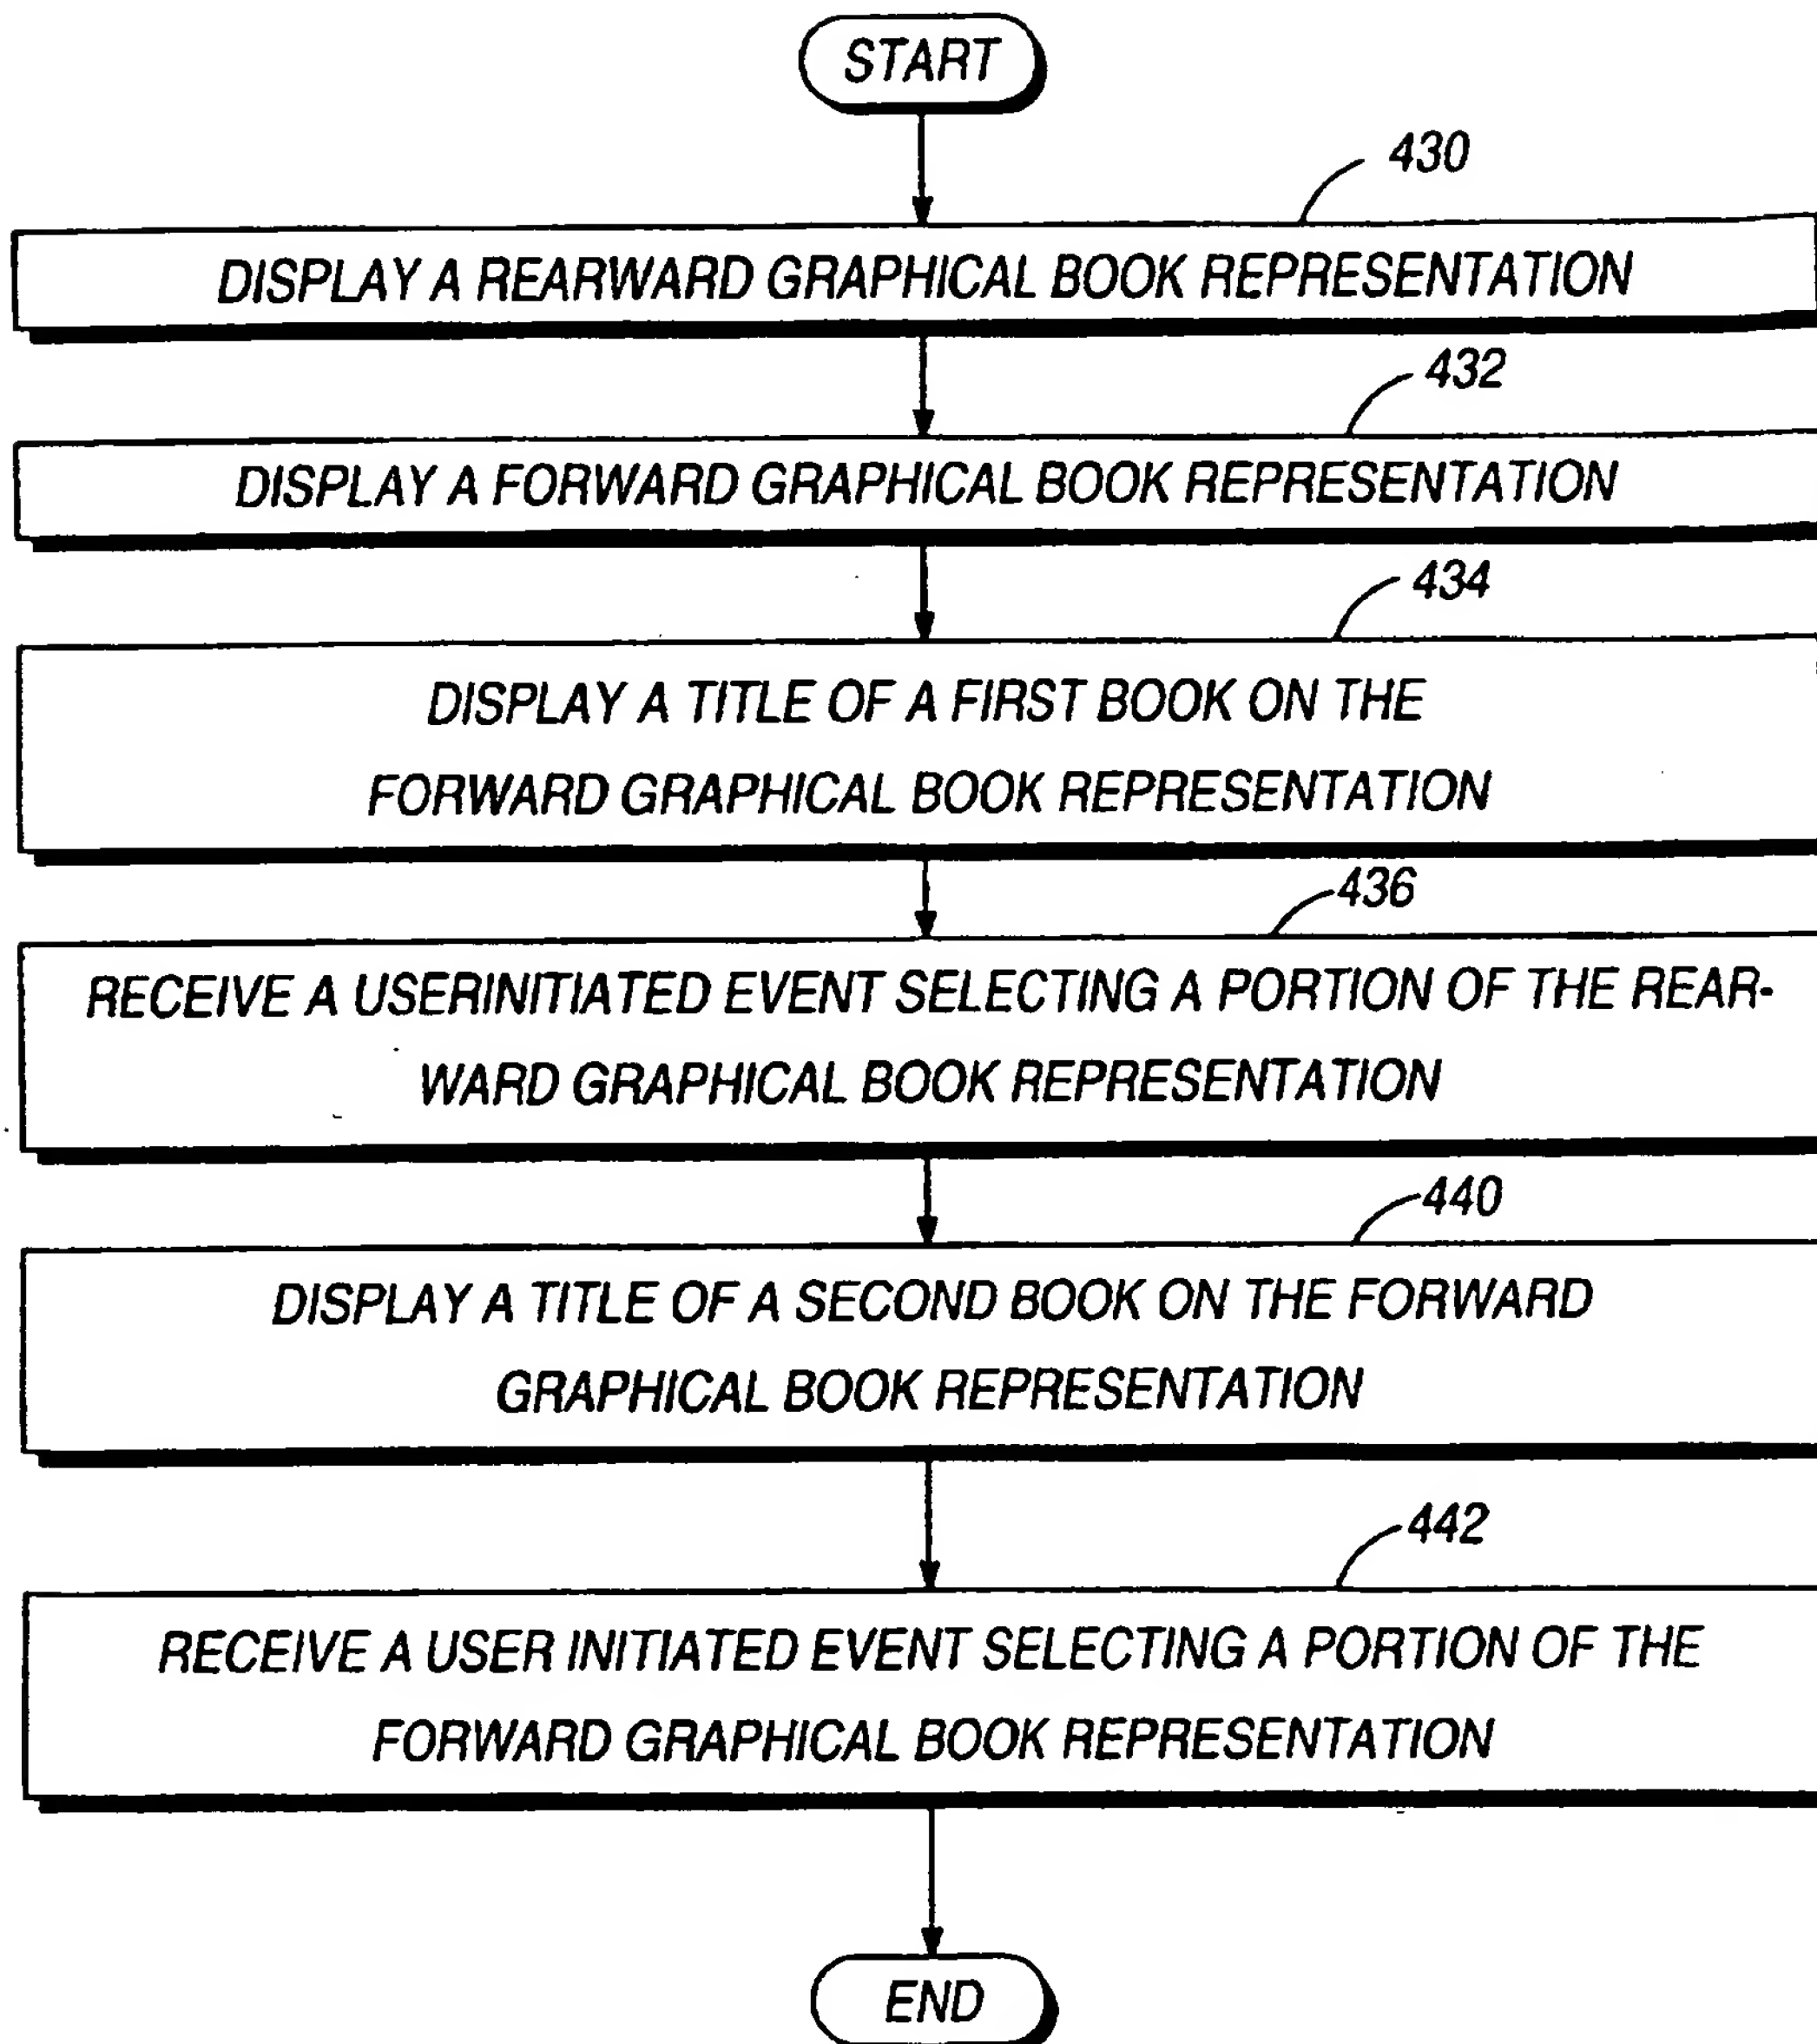 START
430
DISPLAY A REARWARD GRAPHICAL BOOK REPRESENTATION
432
DISPLAY A FORWARD GRAPHICAL BOOK REPRESENTATION
434
DISPLAY A TITLE OF A FIRST BOOK ON THE
FORWARD GRAPHICAL BOOK REPRESENTATION
436
RECEIVE A USERINITIATED EVENT SELECTING A PORTION OF THE REAR-
WARD GRAPHICAL BOOK REPRESENTATION
440
DISPLAY A TITLE OF A SECOND BOOK ON THE FORWARD
GRAPHICAL BOOK REPRESENTATION
442
RECEIVE A USER INITIATED EVENT SELECTING A PORTION OF THE
FORWARD GRAPHICAL BOOK REPRESENTATION
END